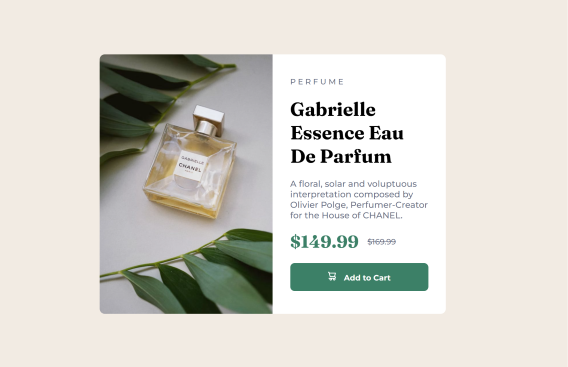 GABRIELLE
CHANEL
PERFUME
Gabrielle
Essence Eau
De Parfum
A floral, solar and voluptuous
interpretation composed by
Olivier Polge, Perfumer-Creator
for the House of CHANEL.
$149.99 $169.99
Add to Cart